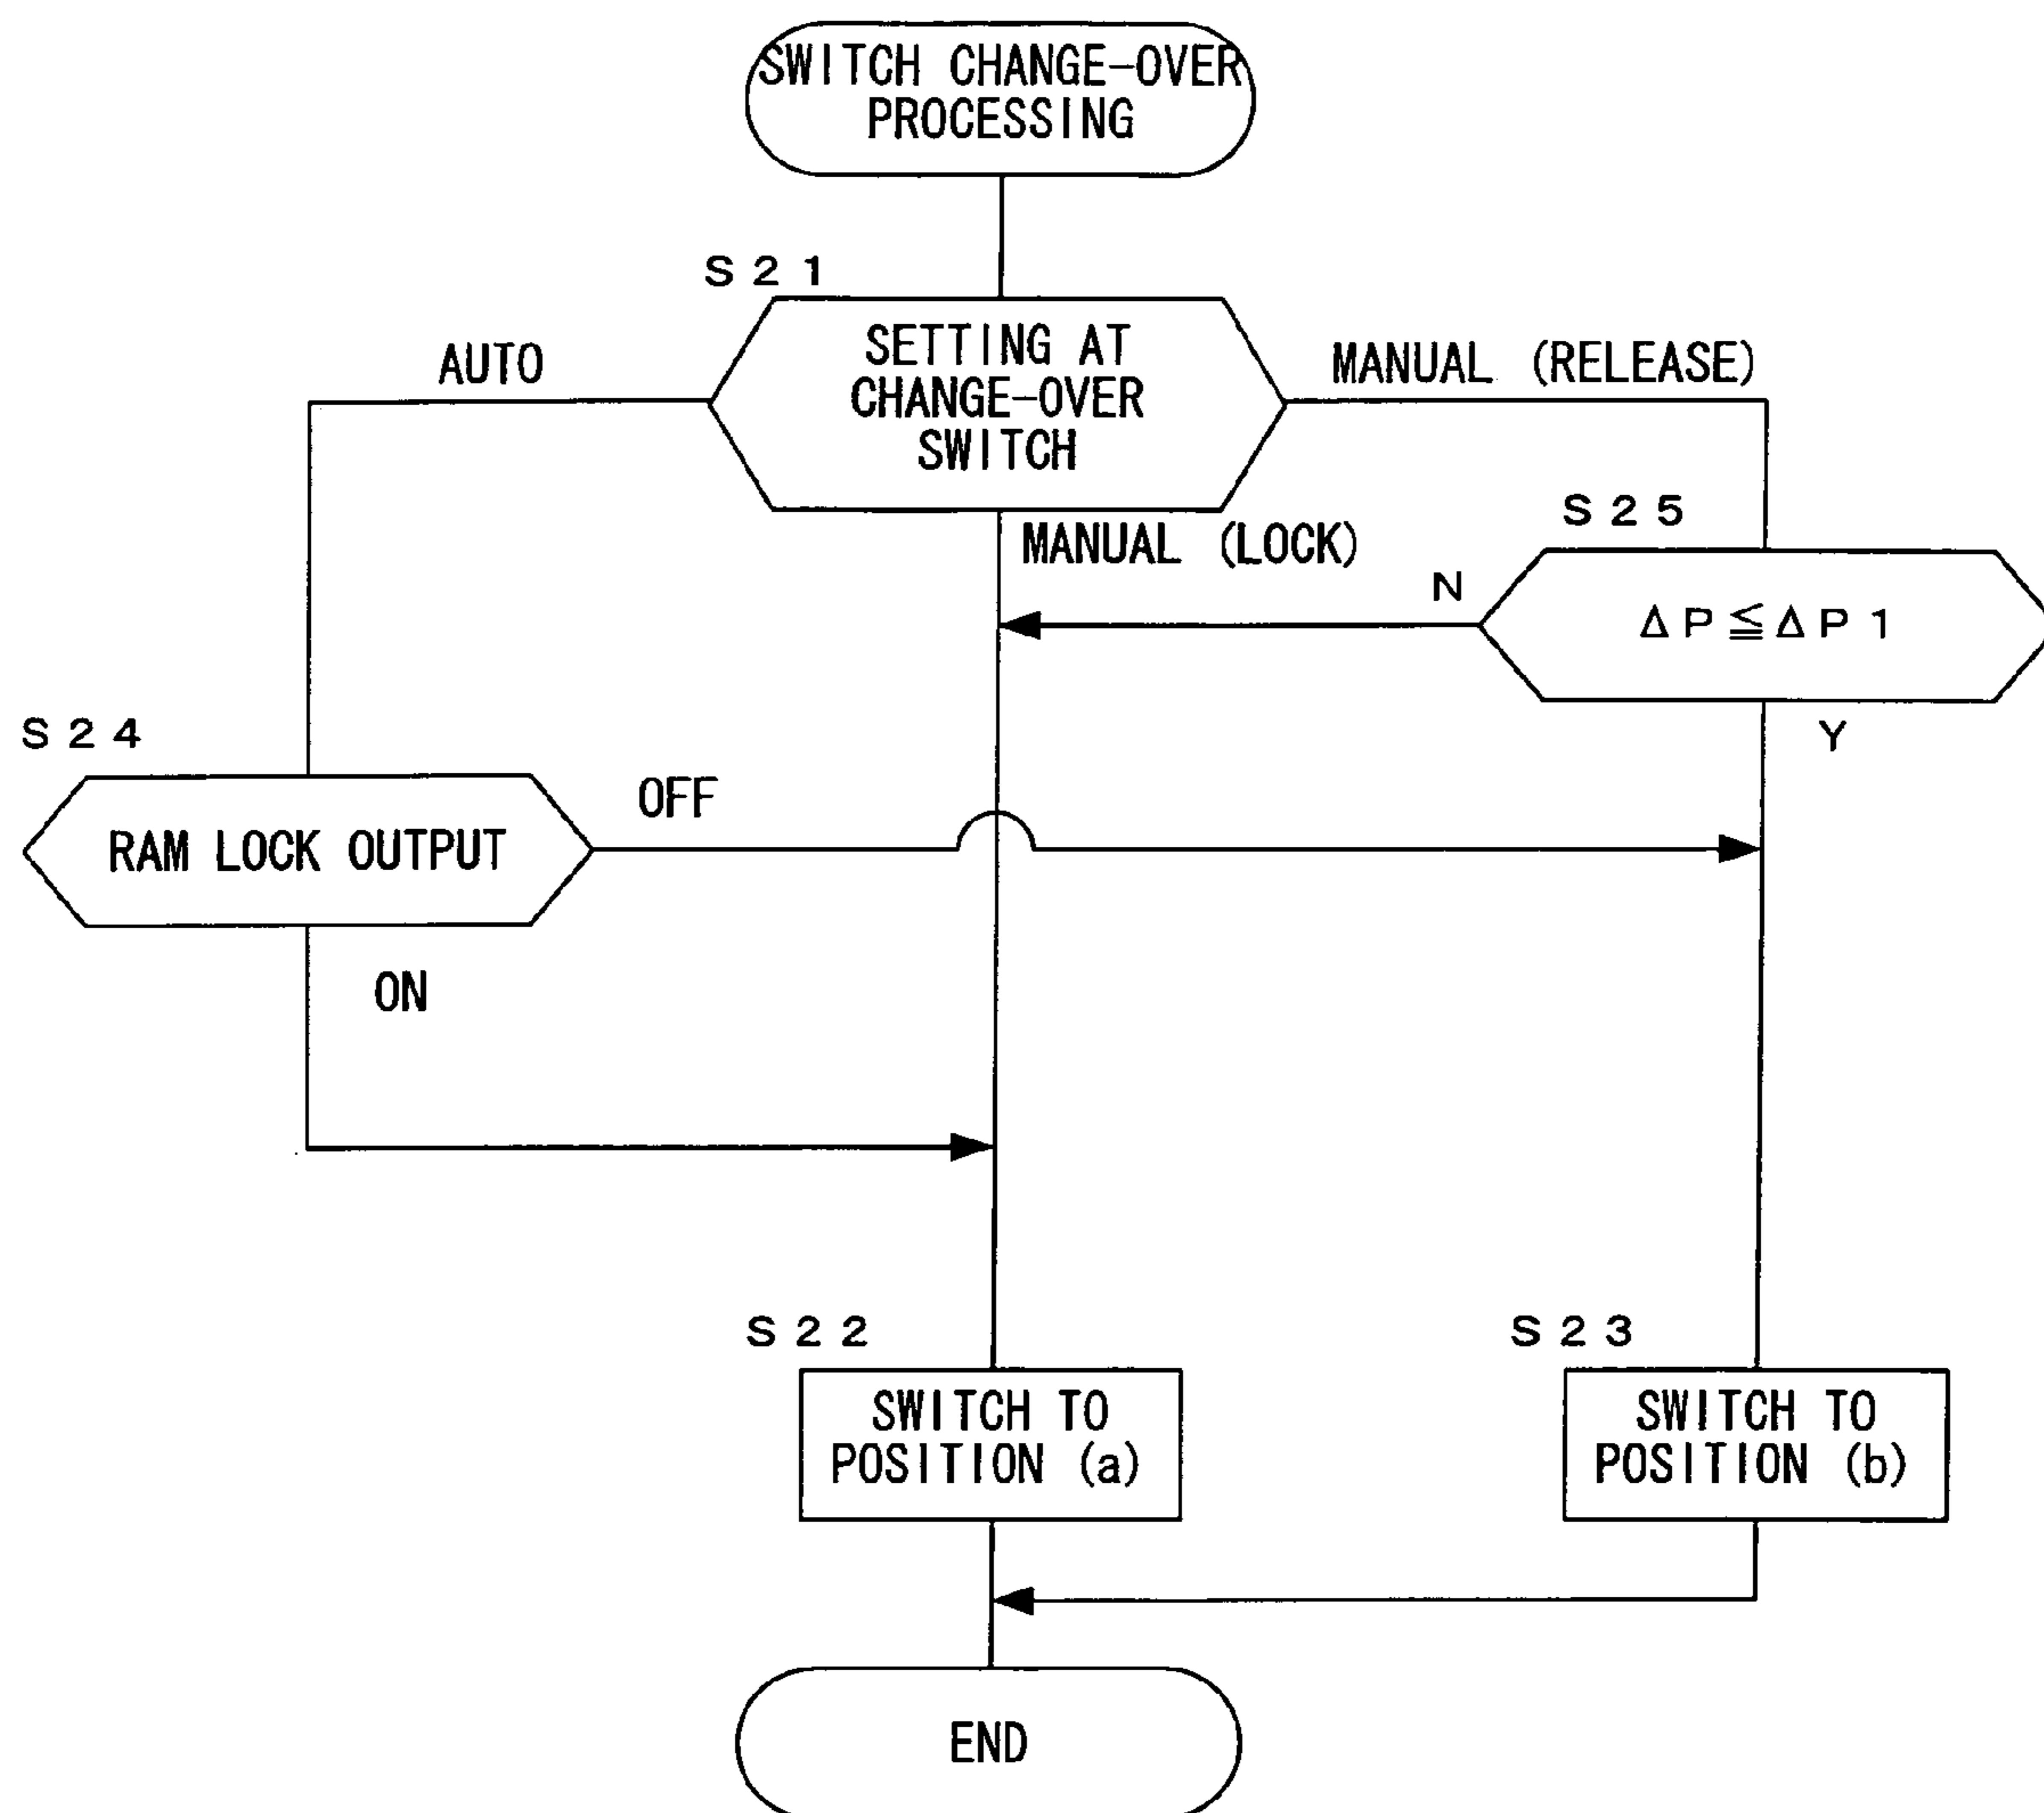 SWITCH CHANGE-OVER
PROCESSING
S21
SETTING AT
CHANGE-OVER
SWITCH
AUTO
MANUAL (RELEASE)
MANUAL (LOCK)
S25
N
ΔP≦ΔP1
Y
S24
RAM LOCK OUTPUT
OFF
ON
S22
SWITCH TO
POSITION (a)
S23
SWITCH TO
POSITION (b)
END